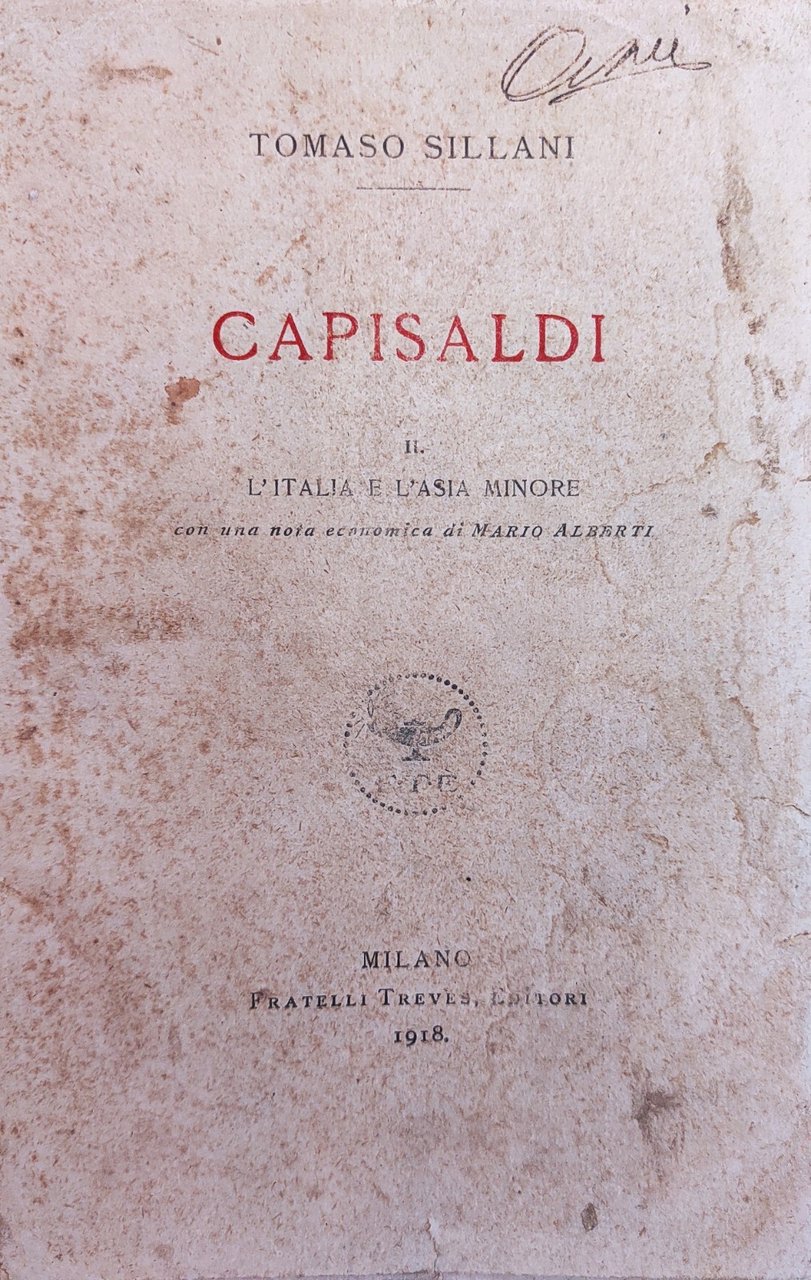 TOMASO SILLANI
CAPISALDI
II.
L'ITALIA E L'ASIA MINORE
con una nota economica di MARIO ALBERTI
MILANO
FRATELLI TREVES, EDITORI
1918.